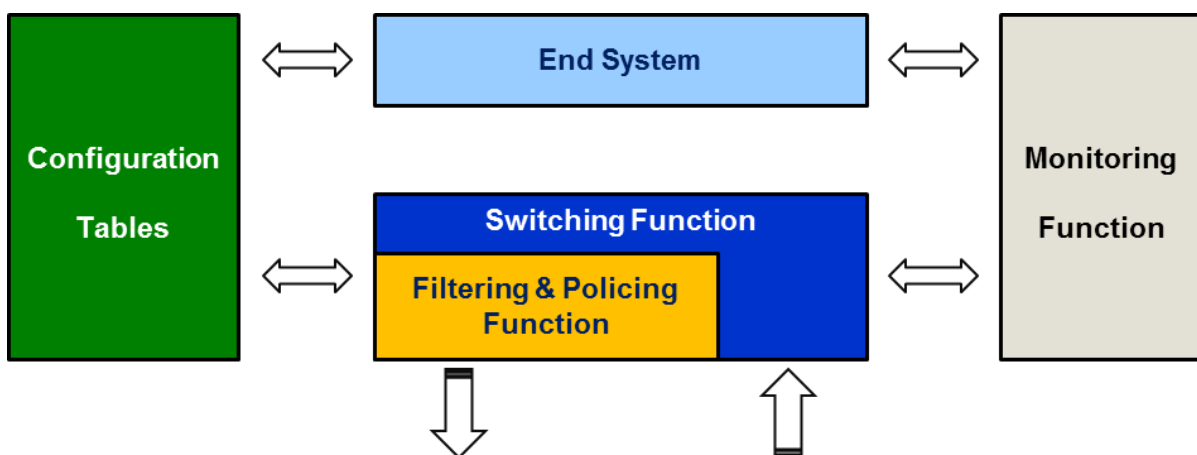 End System
Configuration
Tables
Monitoring
Function
Switching Function
Filtering & Policing
Function